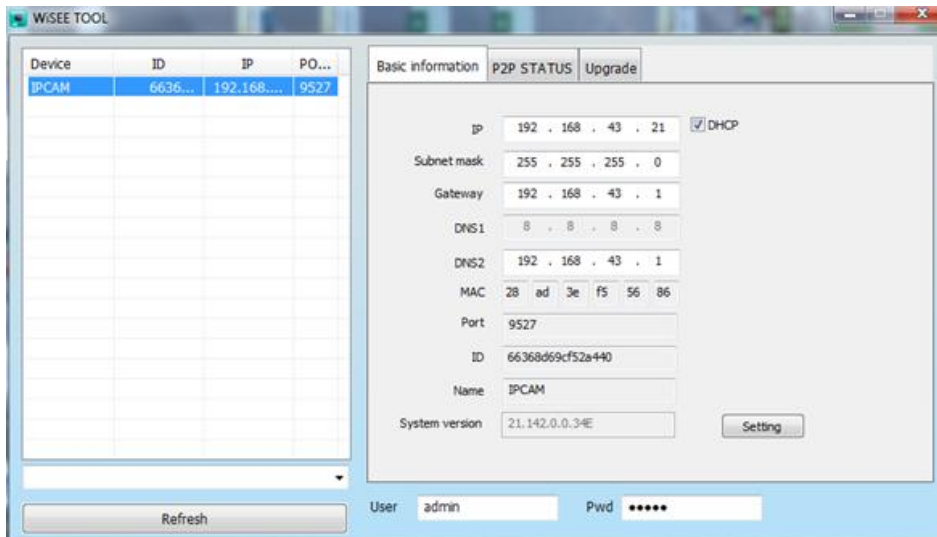 WiSEE TOOL
Device ID IP PO...
IPCAM 6636... 192.168.... 9527
Refresh
Basic information P2P STATUS Upgrade
IP 192 . 168 . 43 . 21 DHCP
Subnet mask 255 . 255 . 255 . 0
Gateway 192 . 168 . 43 . 1
DNS1 8 . 8 . 8 . 8
DNS2 192 . 168 . 43 . 1
MAC 28 ad 3e f5 56 86
Port 9527
ID 66368d69cf52a440
Name IPCAM
System version 21.142.0.0.34E
Setting
User admin Pwd •••••